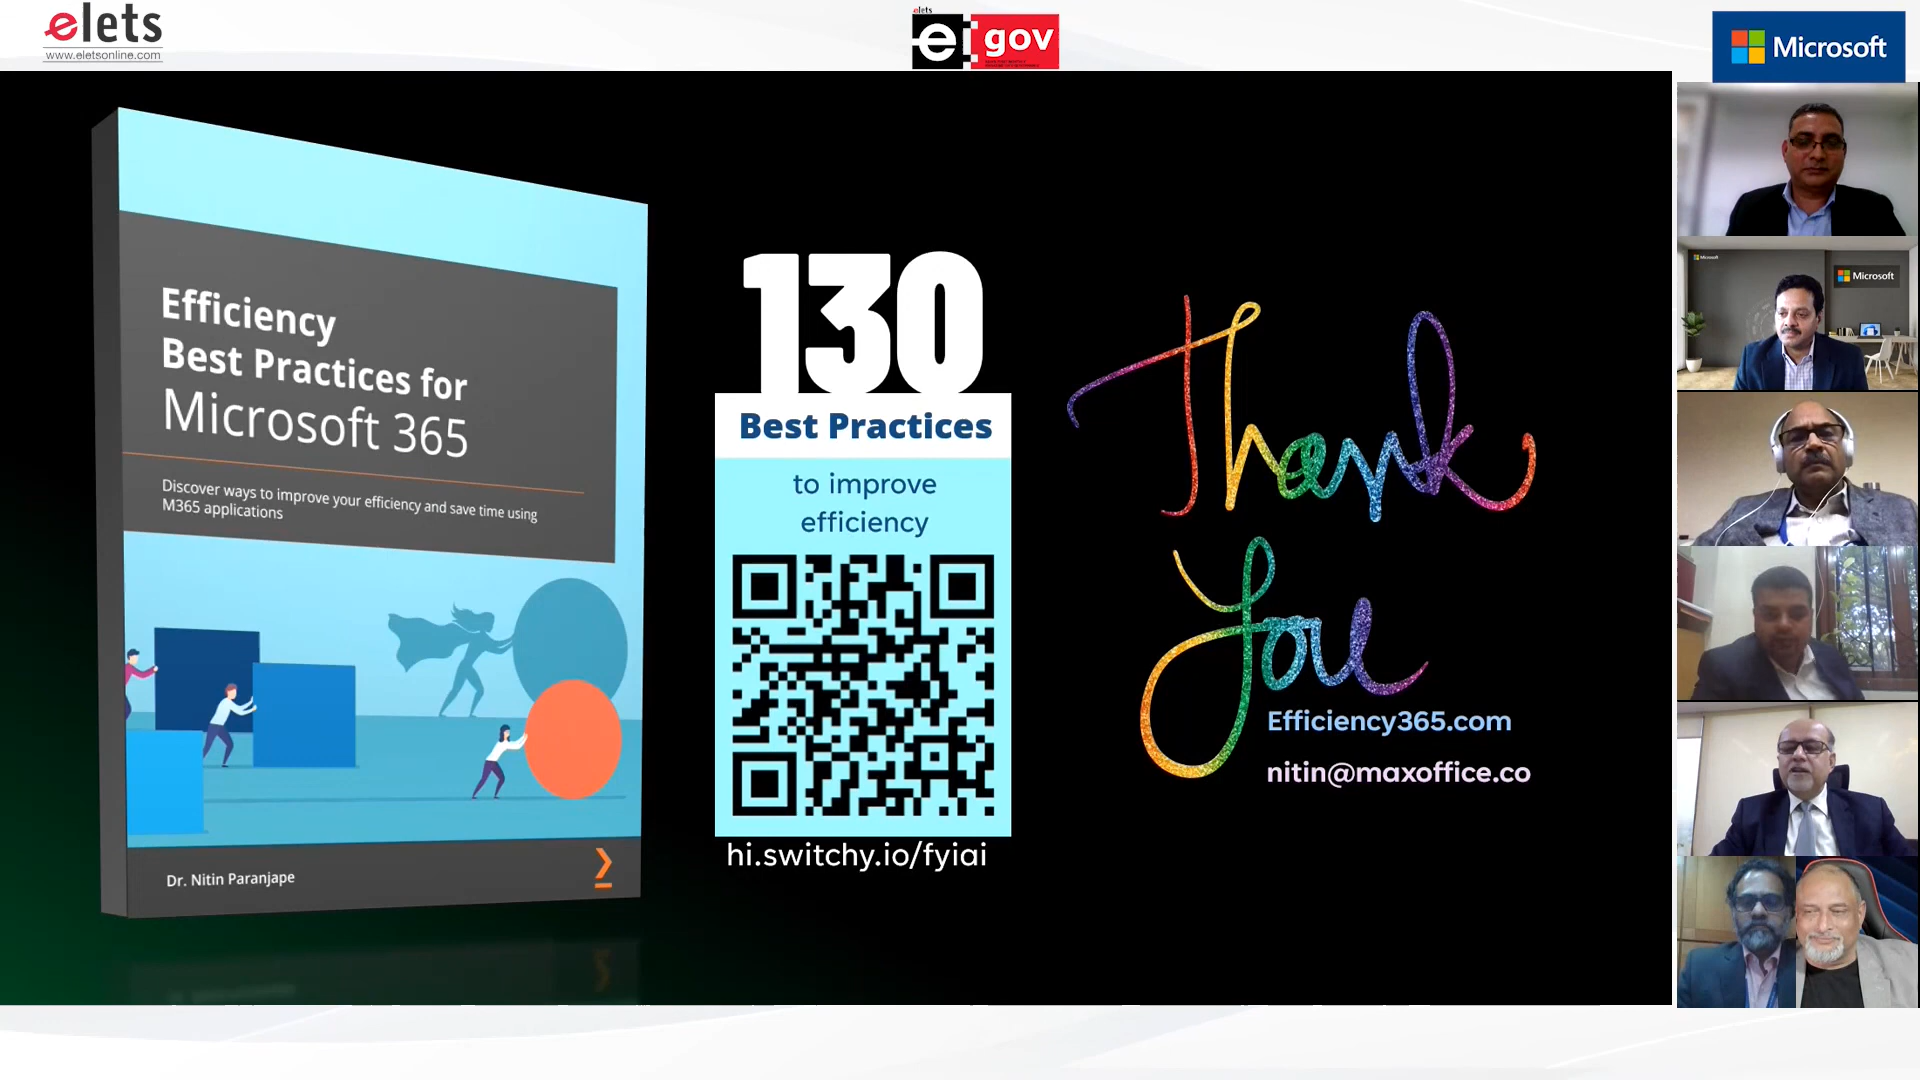 elets
www.eletsonline.com
elets
e gov
Microsoft
Microsoft
Microsoft
Efficiency
Best Practices for
Microsoft 365
Discover ways to improve your efficiency and save time using
M365 applications
Dr. Nitin Paranjape
130
Best Practices
to improve
efficiency
hi.switchy.io/fyiai
Thank
You
Efficiency365.com
nitin@maxoffice.co